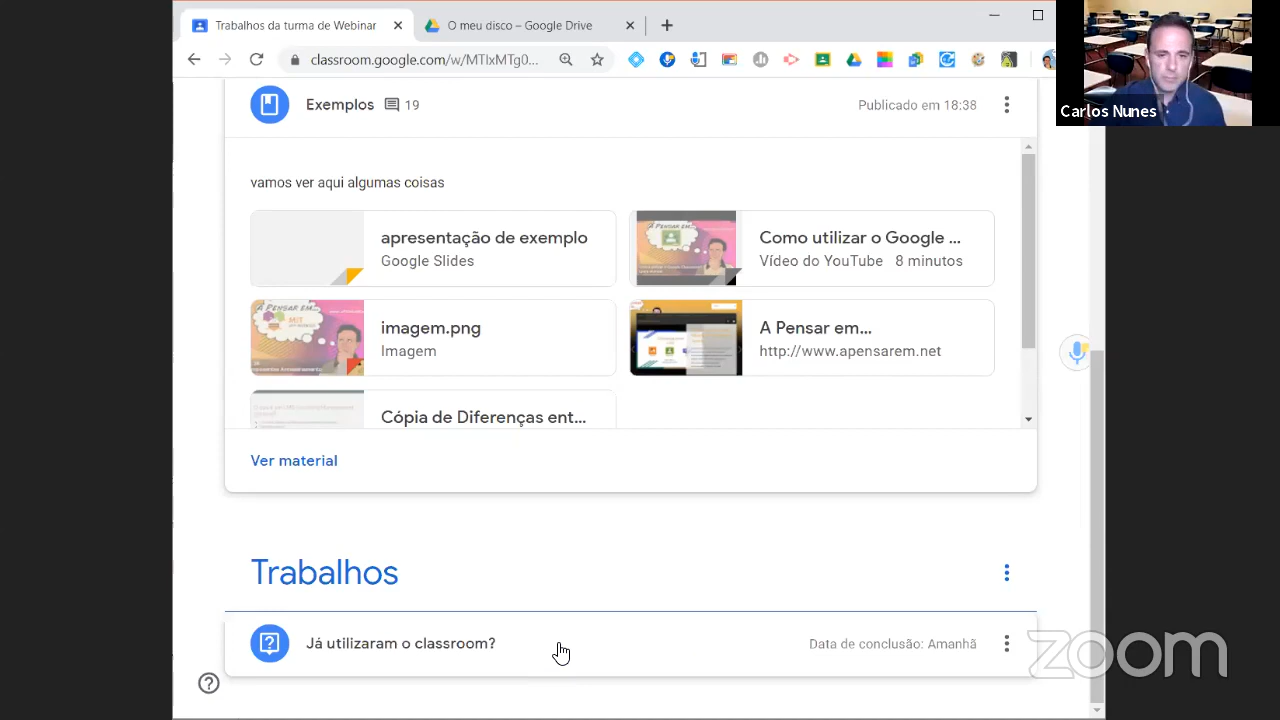 Trabalhos da turma de Webinar
O meu disco – Google Drive
classroom.google.com/w/MTIxMTg0...
Carlos Nunes
Exemplos 19
Publicado em 18:38
vamos ver aqui algumas coisas
apresentação de exemplo
Google Slides
Como utilizar o Google ...
Vídeo do YouTube 8 minutos
imagem.png
Imagem
A Pensar em...
http://www.apensarem.net
Cópia de Diferenças ent...
Ver material
Trabalhos
Já utilizaram o classroom?
Data de conclusão: Amanhã
zoom